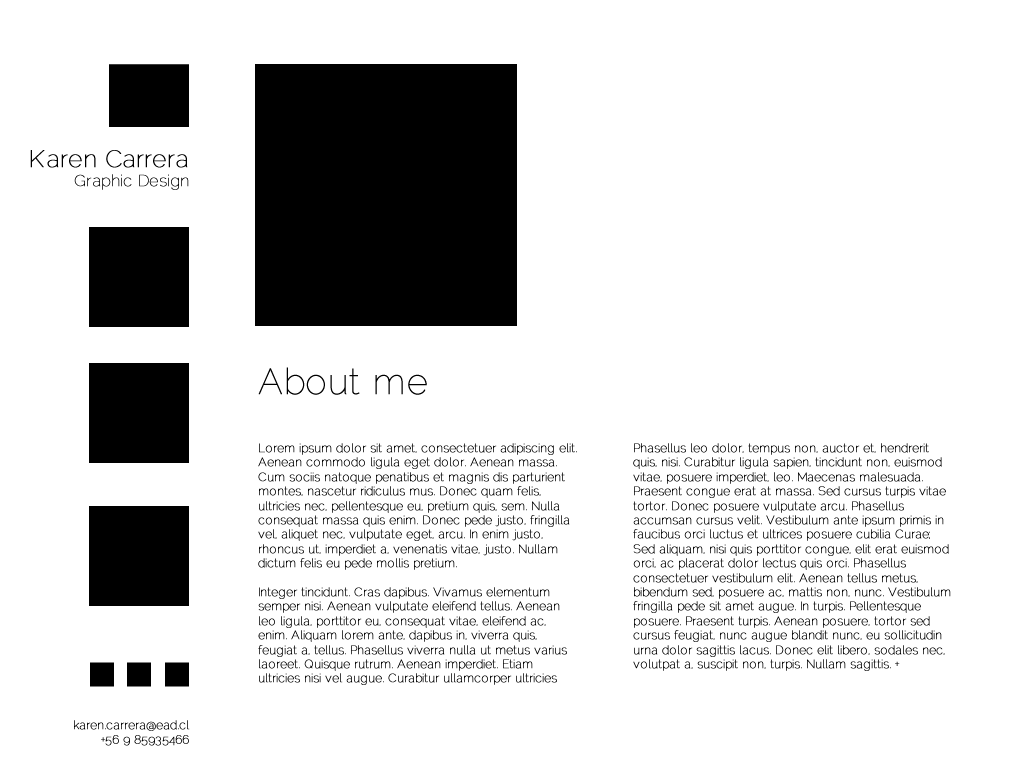 Karen Carrera
Graphic Design
karen.carrera@ead.cl
+56 9 85935466
About me
Lorem ipsum dolor sit amet, consectetuer adipiscing elit.
Aenean commodo ligula eget dolor. Aenean massa.
Cum sociis natoque penatibus et magnis dis parturient
montes, nascetur ridiculus mus. Donec quam felis,
ultricies nec, pellentesque eu, pretium quis, sem. Nulla
consequat massa quis enim. Donec pede justo, fringilla
vel, aliquet nec, vulputate eget, arcu. In enim justo,
rhoncus ut, imperdiet a, venenatis vitae, justo. Nullam
dictum felis eu pede mollis pretium.
Integer tincidunt. Cras dapibus. Vivamus elementum
semper nisi. Aenean vulputate eleifend tellus. Aenean
leo ligula, porttitor eu, consequat vitae, eleifend ac,
enim. Aliquam lorem ante, dapibus in, viverra quis,
feugiat a, tellus. Phasellus viverra nulla ut metus varius
laoreet. Quisque rutrum. Aenean imperdiet. Etiam
ultricies nisi vel augue. Curabitur ullamcorper ultricies
Phasellus leo dolor, tempus non, auctor et, hendrerit
quis, nisi. Curabitur ligula sapien, tincidunt non, euismod
vitae, posuere imperdiet, leo. Maecenas malesuada.
Praesent congue erat at massa. Sed cursus turpis vitae
tortor. Donec posuere vulputate arcu. Phasellus
accumsan cursus velit. Vestibulum ante ipsum primis in
faucibus orci luctus et ultrices posuere cubilia Curae;
Sed aliquam, nisi quis porttitor congue, elit erat euismod
orci, ac placerat dolor lectus quis orci. Phasellus
consectetuer vestibulum elit. Aenean tellus metus,
bibendum sed, posuere ac, mattis non, nunc. Vestibulum
fringilla pede sit amet augue. In turpis. Pellentesque
posuere. Praesent turpis. Aenean posuere, tortor sed
cursus feugiat, nunc augue blandit nunc, eu sollicitudin
urna dolor sagittis lacus. Donec elit libero, sodales nec,
volutpat a, suscipit non, turpis. Nullam sagittis. +